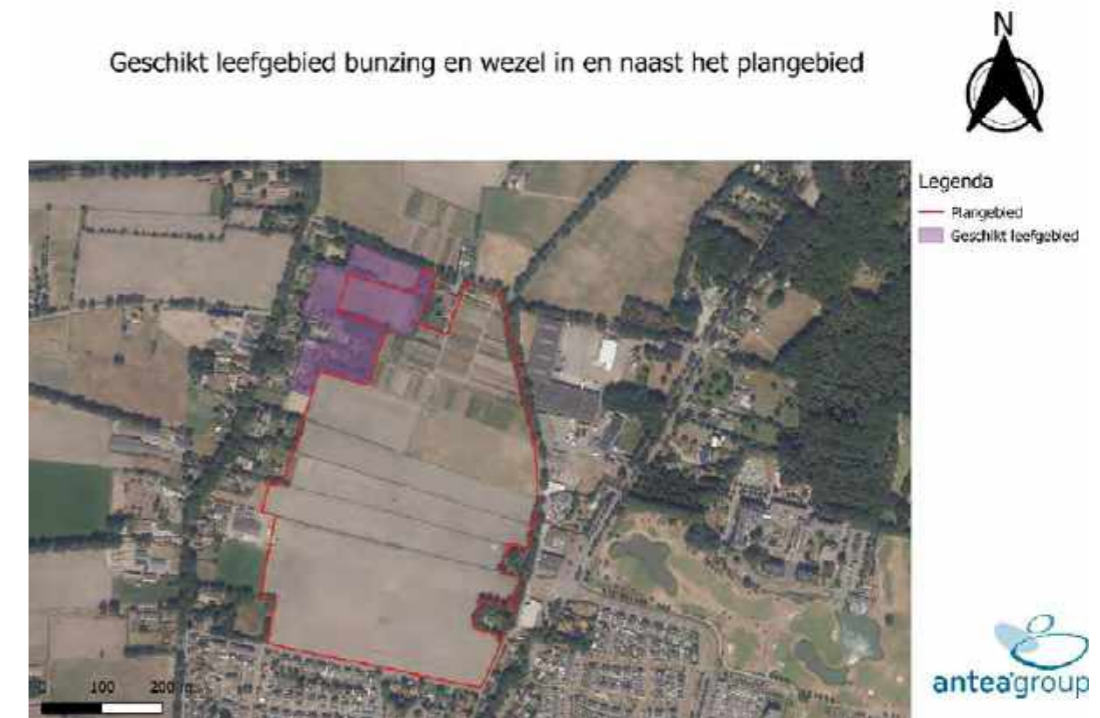 Geschikt leefgebied bunzing en wezel in en naast het plangebied
N
Legenda
Plangebied
Geschikt leefgebied
0 100 200 m
anteagroup